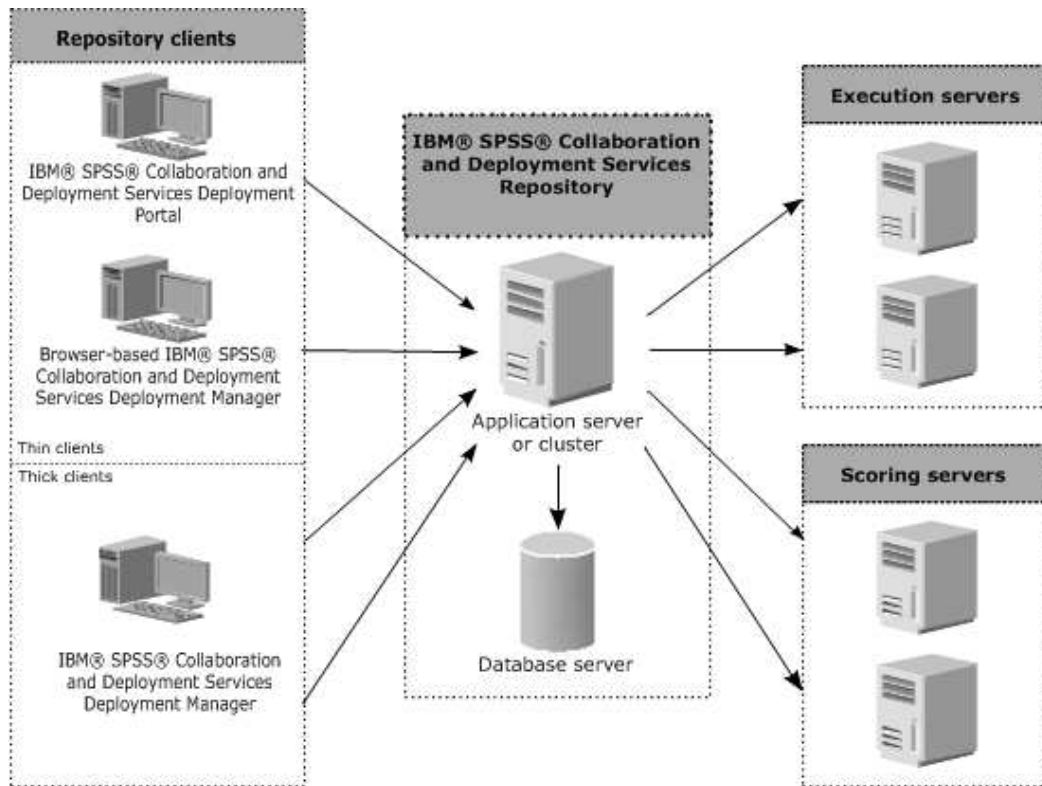 Repository clients
IBM® SPSS® Collaboration and
Deployment Services Deployment
Portal
Browser-based IBM® SPSS®
Collaboration and Deployment
Services Deployment Manager
Thin clients
Thick clients
IBM® SPSS® Collaboration
and Deployment Services
Deployment Manager
IBM® SPSS® Collaboration
and Deployment Services
Repository
Application server
or cluster
Database server
Execution servers
Scoring servers